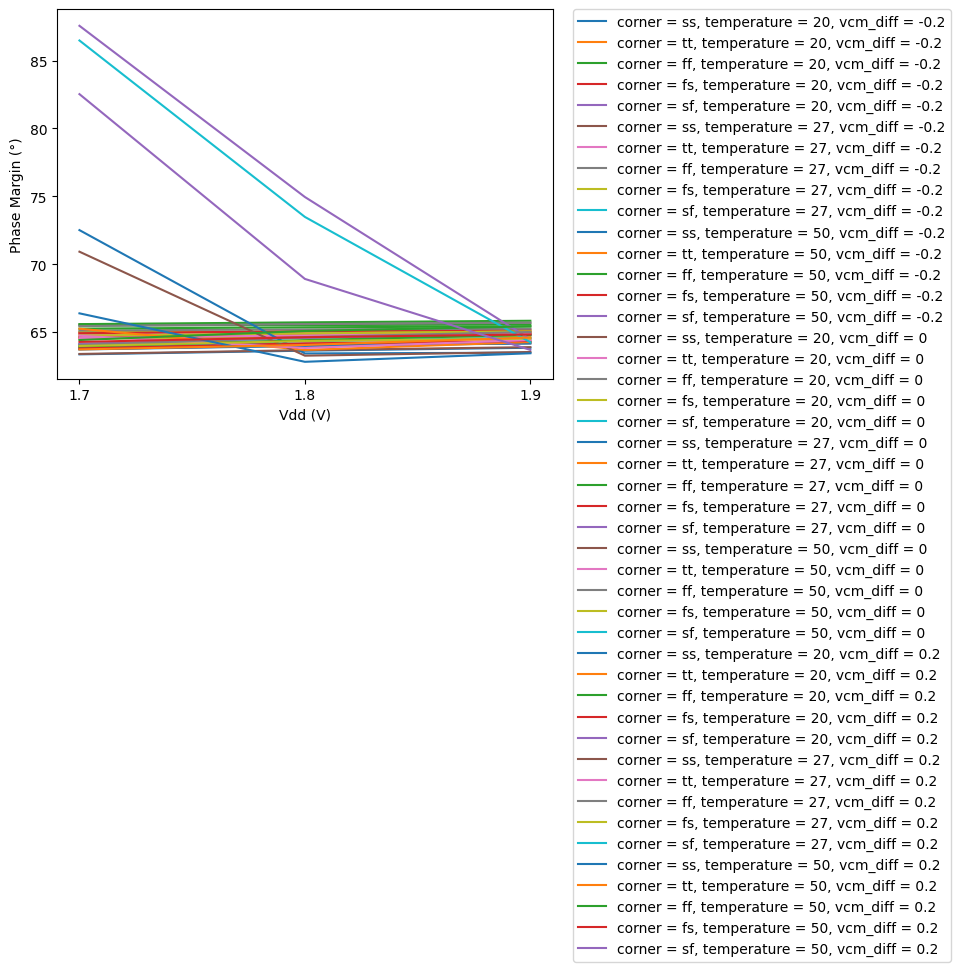 85
80
75
70
65
Phase Margin (°)
1.7
1.8
1.9
Vdd (V)
corner = ss, temperature = 20, vcm_diff = -0.2
corner = tt, temperature = 20, vcm_diff = -0.2
corner = ff, temperature = 20, vcm_diff = -0.2
corner = fs, temperature = 20, vcm_diff = -0.2
corner = sf, temperature = 20, vcm_diff = -0.2
corner = ss, temperature = 27, vcm_diff = -0.2
corner = tt, temperature = 27, vcm_diff = -0.2
corner = ff, temperature = 27, vcm_diff = -0.2
corner = fs, temperature = 27, vcm_diff = -0.2
corner = sf, temperature = 27, vcm_diff = -0.2
corner = ss, temperature = 50, vcm_diff = -0.2
corner = tt, temperature = 50, vcm_diff = -0.2
corner = ff, temperature = 50, vcm_diff = -0.2
corner = fs, temperature = 50, vcm_diff = -0.2
corner = sf, temperature = 50, vcm_diff = -0.2
corner = ss, temperature = 20, vcm_diff = 0
corner = tt, temperature = 20, vcm_diff = 0
corner = ff, temperature = 20, vcm_diff = 0
corner = fs, temperature = 20, vcm_diff = 0
corner = sf, temperature = 20, vcm_diff = 0
corner = ss, temperature = 27, vcm_diff = 0
corner = tt, temperature = 27, vcm_diff = 0
corner = ff, temperature = 27, vcm_diff = 0
corner = fs, temperature = 27, vcm_diff = 0
corner = sf, temperature = 27, vcm_diff = 0
corner = ss, temperature = 50, vcm_diff = 0
corner = tt, temperature = 50, vcm_diff = 0
corner = ff, temperature = 50, vcm_diff = 0
corner = fs, temperature = 50, vcm_diff = 0
corner = sf, temperature = 50, vcm_diff = 0
corner = ss, temperature = 20, vcm_diff = 0.2
corner = tt, temperature = 20, vcm_diff = 0.2
corner = ff, temperature = 20, vcm_diff = 0.2
corner = fs, temperature = 20, vcm_diff = 0.2
corner = sf, temperature = 20, vcm_diff = 0.2
corner = ss, temperature = 27, vcm_diff = 0.2
corner = tt, temperature = 27, vcm_diff = 0.2
corner = ff, temperature = 27, vcm_diff = 0.2
corner = fs, temperature = 27, vcm_diff = 0.2
corner = sf, temperature = 27, vcm_diff = 0.2
corner = ss, temperature = 50, vcm_diff = 0.2
corner = tt, temperature = 50, vcm_diff = 0.2
corner = ff, temperature = 50, vcm_diff = 0.2
corner = fs, temperature = 50, vcm_diff = 0.2
corner = sf, temperature = 50, vcm_diff = 0.2